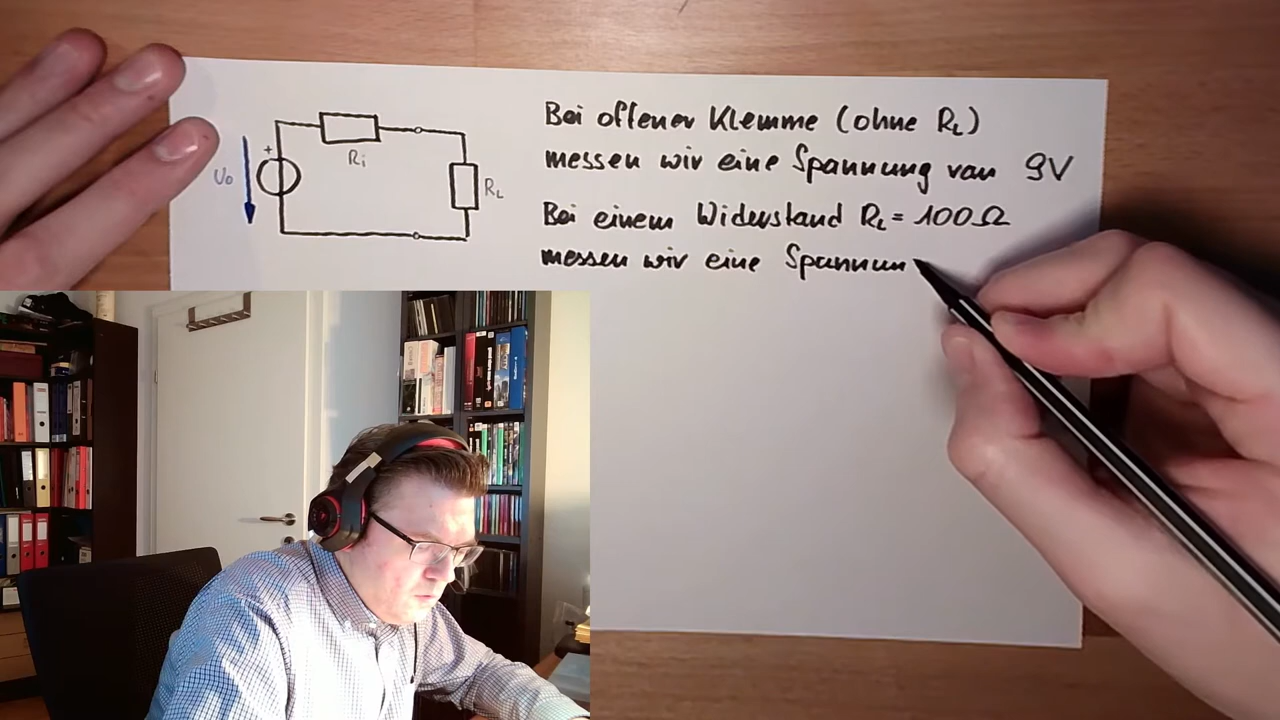 Bei offener Klemme (ohne RL)
messen wir eine Spannung von 9V
Bei einem Widerstand RL = 100Ω
messen wir eine Spannun
+
Ri
U0
RL